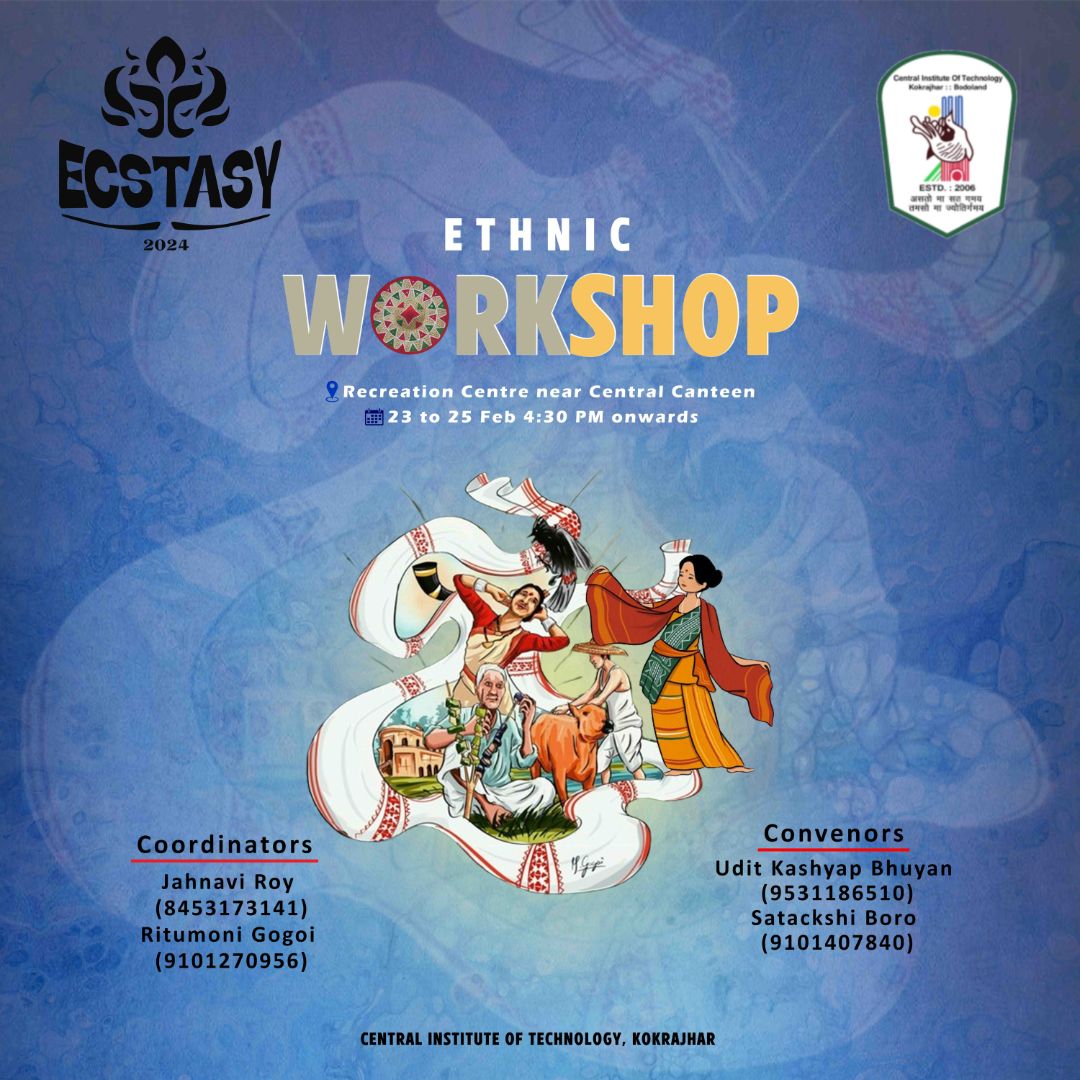 ECSTASY
2024
Central Institute Of Technology
Kokrajhar :: Bodoland
ESTD. : 2006
असतो मा सद्द गमय
तमसो मा ज्योतिर्गमय
ETHNIC
WORKSHOP
Recreation Centre near Central Canteen
23 to 25 Feb 4:30 PM onwards
Coordinators
Jahnavi Roy
(8453173141)
Ritumoni Gogoi
(9101270956)
Convenors
Udit Kashyap Bhuyan
(9531186510)
Satackshi Boro
(9101407840)
CENTRAL INSTITUTE OF TECHNOLOGY, KOKRAJHAR